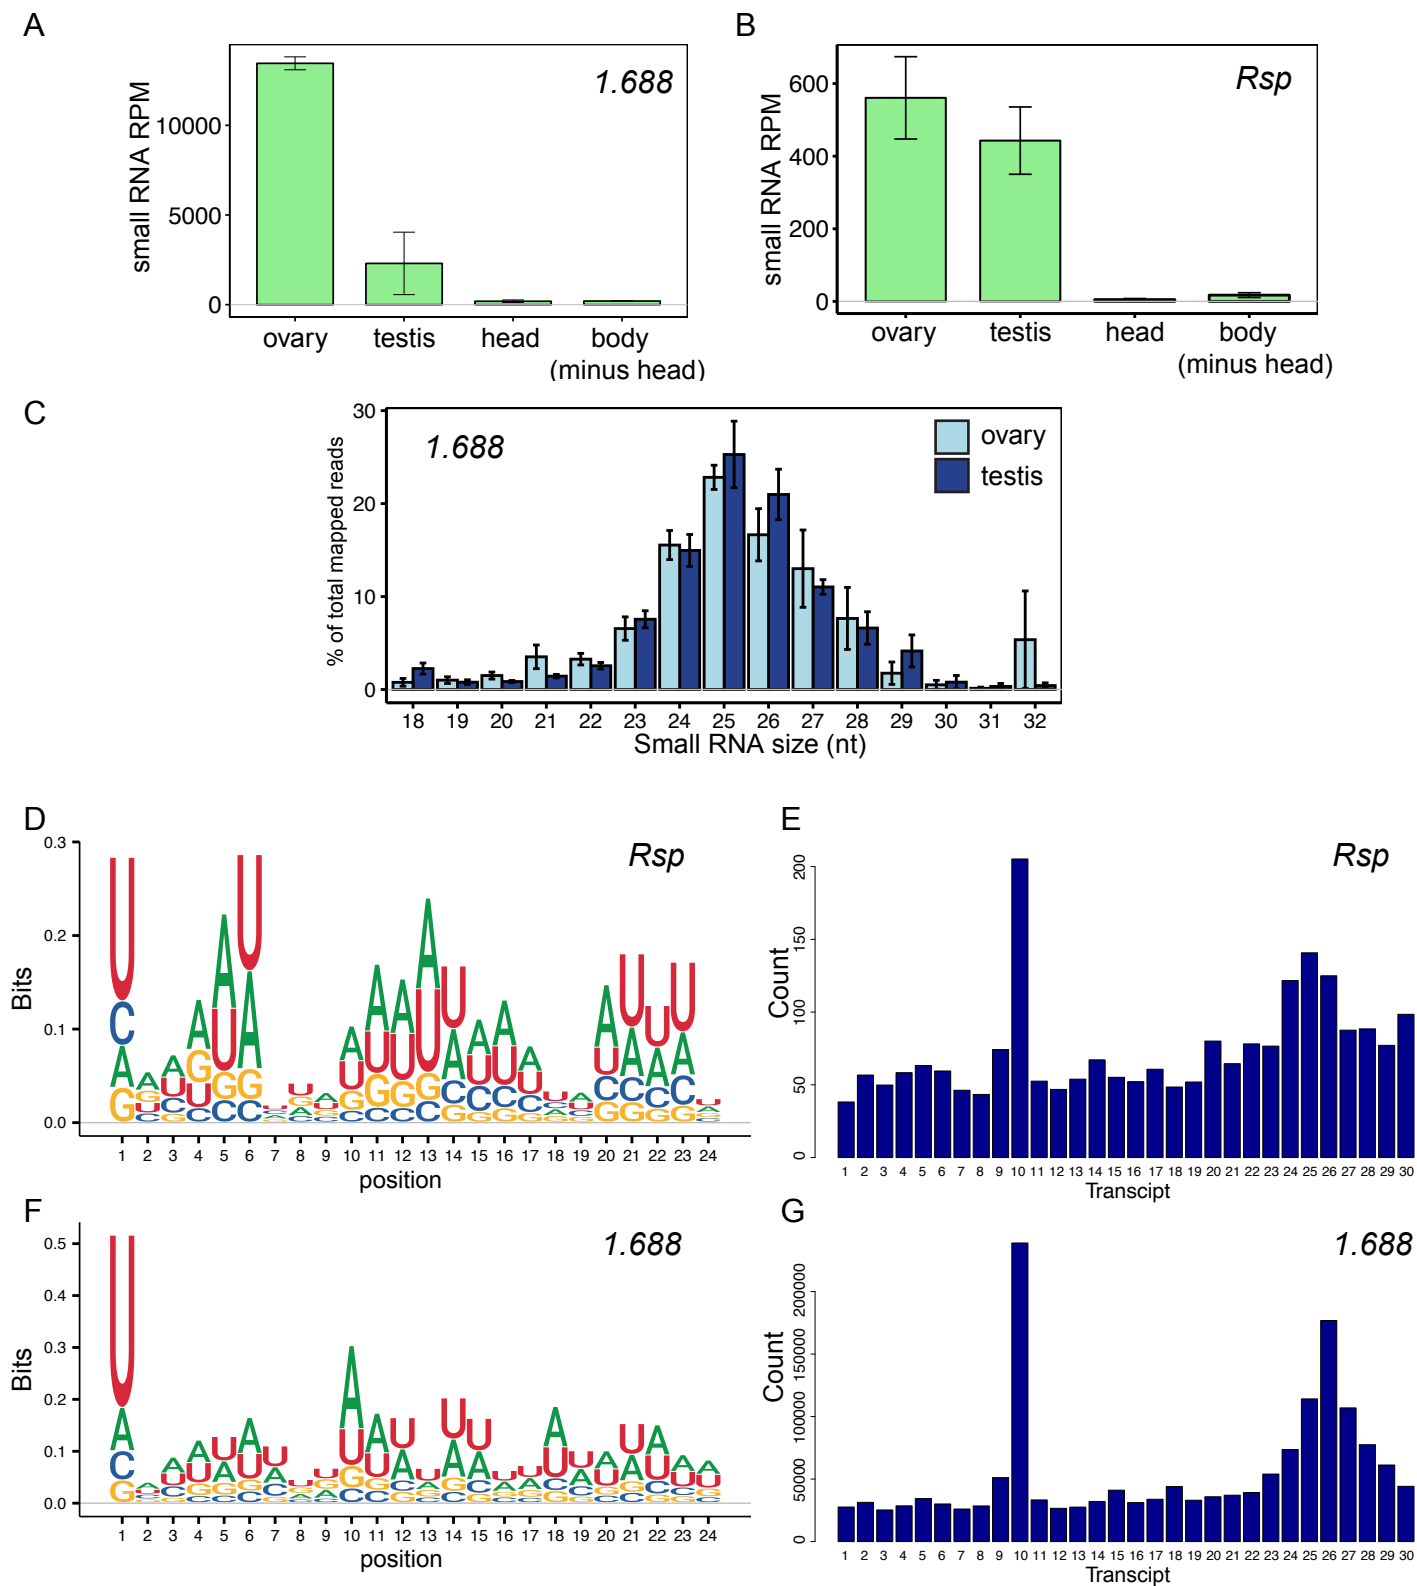 A
1.688
small RNA RPM
10000
5000
0
ovary testis head body
(minus head)
B
Rsp
small RNA RPM
600
400
200
0
ovary testis head body
(minus head)
C
1.688
ovary
testis
% of total mapped reads
30
20
10
0
18 19 20 21 22 23 24 25 26 27 28 29 30 31 32
Small RNA size (nt)
D
Rsp
Bits
0.3
0.2
0.1
0.0
1 2 3 4 5 6 7 8 9 10 11 12 13 14 15 16 17 18 19 20 21 22 23 24
position
E
Rsp
Count
200
150
100
50
0
1 2 3 4 5 6 7 8 9 10 11 12 13 14 15 16 17 18 19 20 21 22 23 24 25 26 27 28 29 30
Transcipt
F
1.688
Bits
0.5
0.4
0.3
0.2
0.1
0.0
1 2 3 4 5 6 7 8 9 10 11 12 13 14 15 16 17 18 19 20 21 22 23 24
position
G
1.688
Count
200000
150000
100000
50000
0
1 2 3 4 5 6 7 8 9 10 11 12 13 14 15 16 17 18 19 20 21 22 23 24 25 26 27 28 29 30
Transcipt